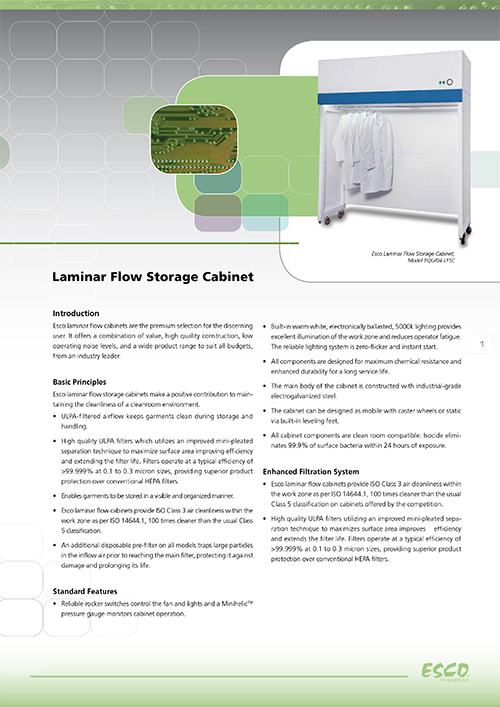 Esco Laminar Flow Storage Cabinet,
Model EQU/04-LFSC
Laminar Flow Storage Cabinet
Introduction
Esco laminar flow cabinets are the premium selection for the discerning
user. It offers a combination of value, high quality construction, low
operating noise levels, and a wide product range to suit all budgets,
from an industry leader.
Basic Principles
Esco laminar flow storage cabinets make a positive contribution to main-
taining the cleanliness of a cleanroom environment.
• ULPA-filtered airflow keeps garments clean during storage and
handling.
• High quality ULPA filters which utilizes an improved mini-pleated
separation technique to maximize surface area improving efficiency
and extending the filter life. Filters operate at a typical efficiency of
>99.999% at 0.1 to 0.3 micron sizes, providing superior product
protection over conventional HEPA filters.
• Enables garments to be stored in a visible and organized manner.
• Esco laminar flow cabinets provide ISO Class 3 air cleanliness within the
work zone as per ISO 14644.1, 100 times cleaner than the usual Class
5 classification.
• An additional disposable pre-filter on all models traps large particles
in the inflow air prior to reaching the main filter, protecting it against
damage and prolonging its life.
Standard Features
• Reliable rocker switches control the fan and lights and a Minihelic™
pressure gauge monitors cabinet operation.
• Built-in warm white, electronically ballasted, 5000k lighting provides
excellent illumination of the work zone and reduces operator fatigue.
The reliable lighting system is zero-flicker and instant start.
• All components are designed for maximum chemical resistance and
enhanced durability for a long service life.
• The main body of the cabinet is constructed with industrial-grade
electrogalvanized steel.
• The cabinet can be designed as mobile with caster wheels or static
via built-in leveling feet.
• All cabinet components are clean room compatible. Isocide elimi-
nates 99.9% of surface bacteria within 24 hours of exposure.
Enhanced Filtration System
• Esco laminar flow cabinets provide ISO Class 3 air cleanliness within
the work zone as per ISO 14644.1, 100 times cleaner than the usual
Class 5 classification on cabinets offered by the competition.
• High quality ULPA filters utilizing an improved mini-pleated sepa-
ration technique to maximizes surface area improves efficiency
and extends the filter life. Filters operate at a typical efficiency of
>99.999% at 0.1 to 0.3 micron sizes, providing superior product
protection over conventional HEPA filters.
1
ESCO
PHARMA